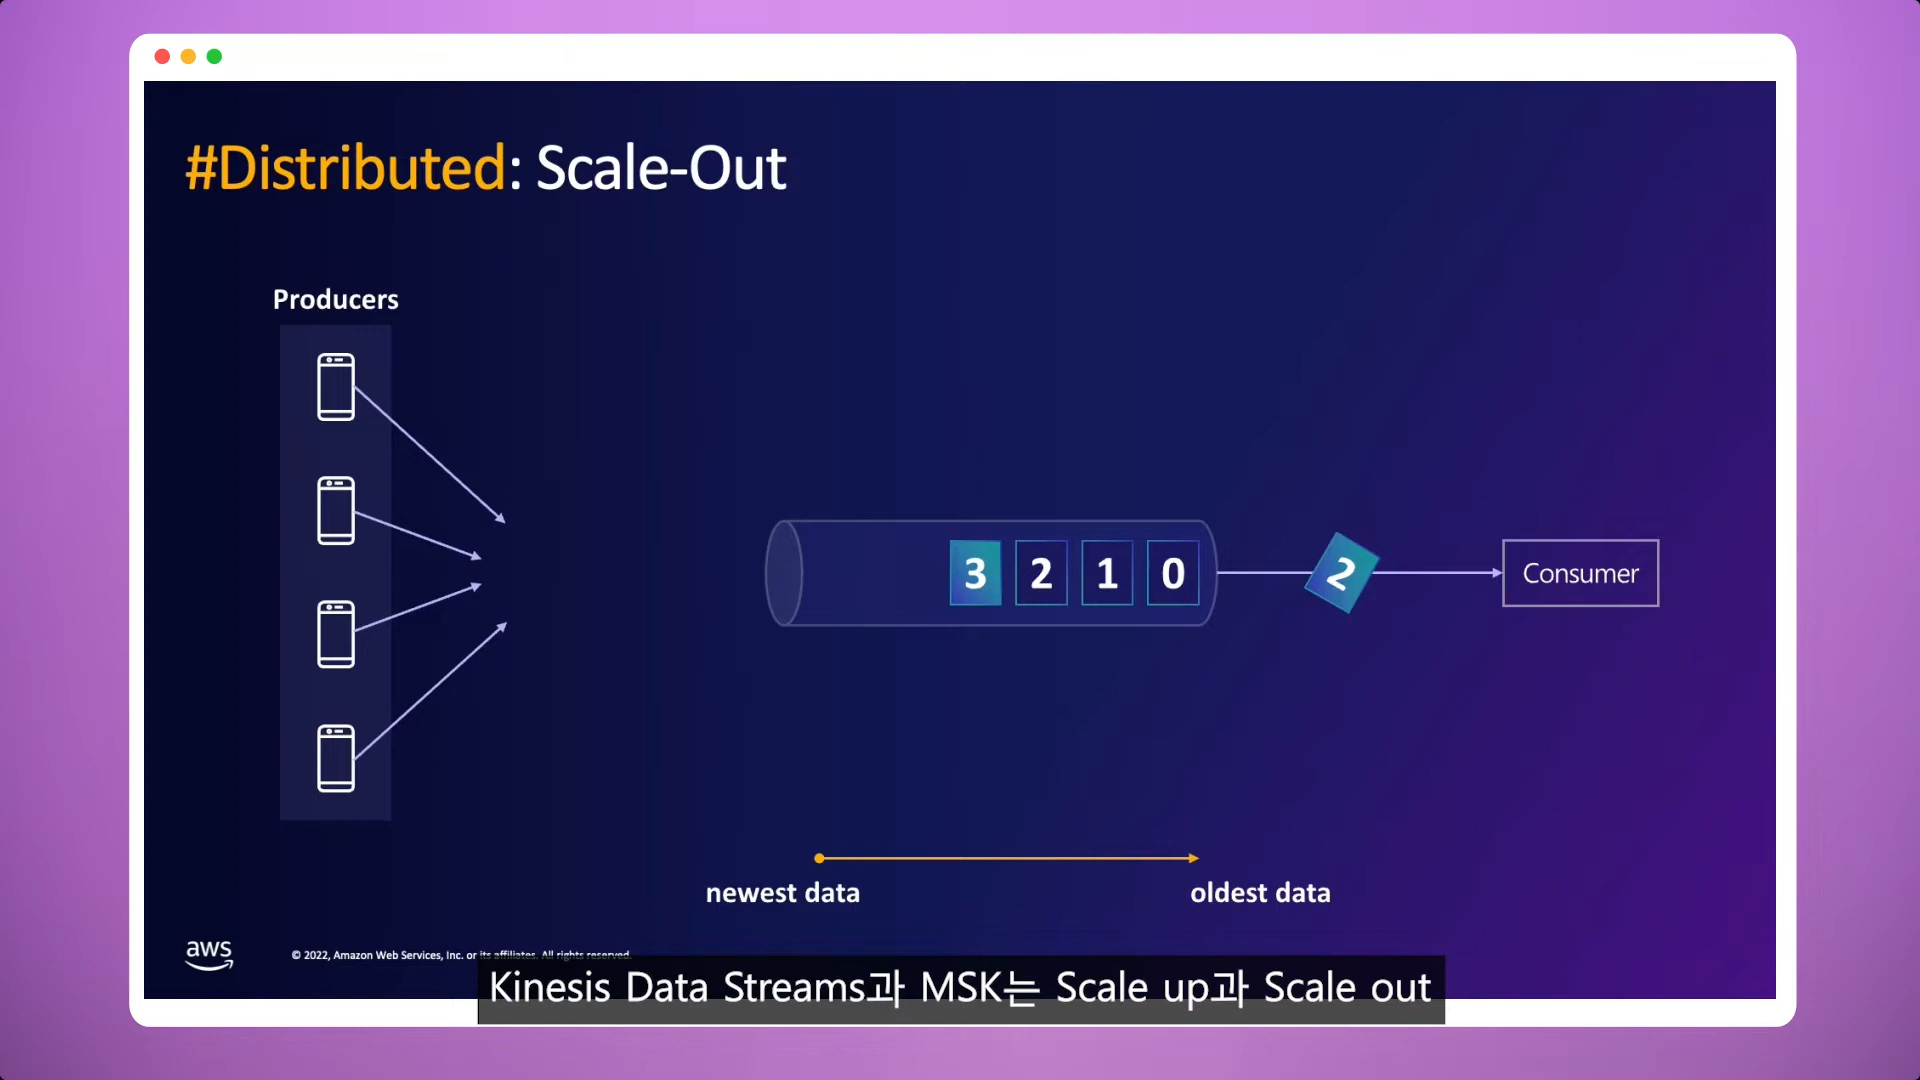 #Distributed: Scale-Out
Producers
3 2 1 0
2
Consumer
newest data
oldest data
aws
© 2022, Amazon Web Services, Inc. or its affiliates. All rights reserved.
Kinesis Data Streams과 MSK는 Scale up과 Scale out